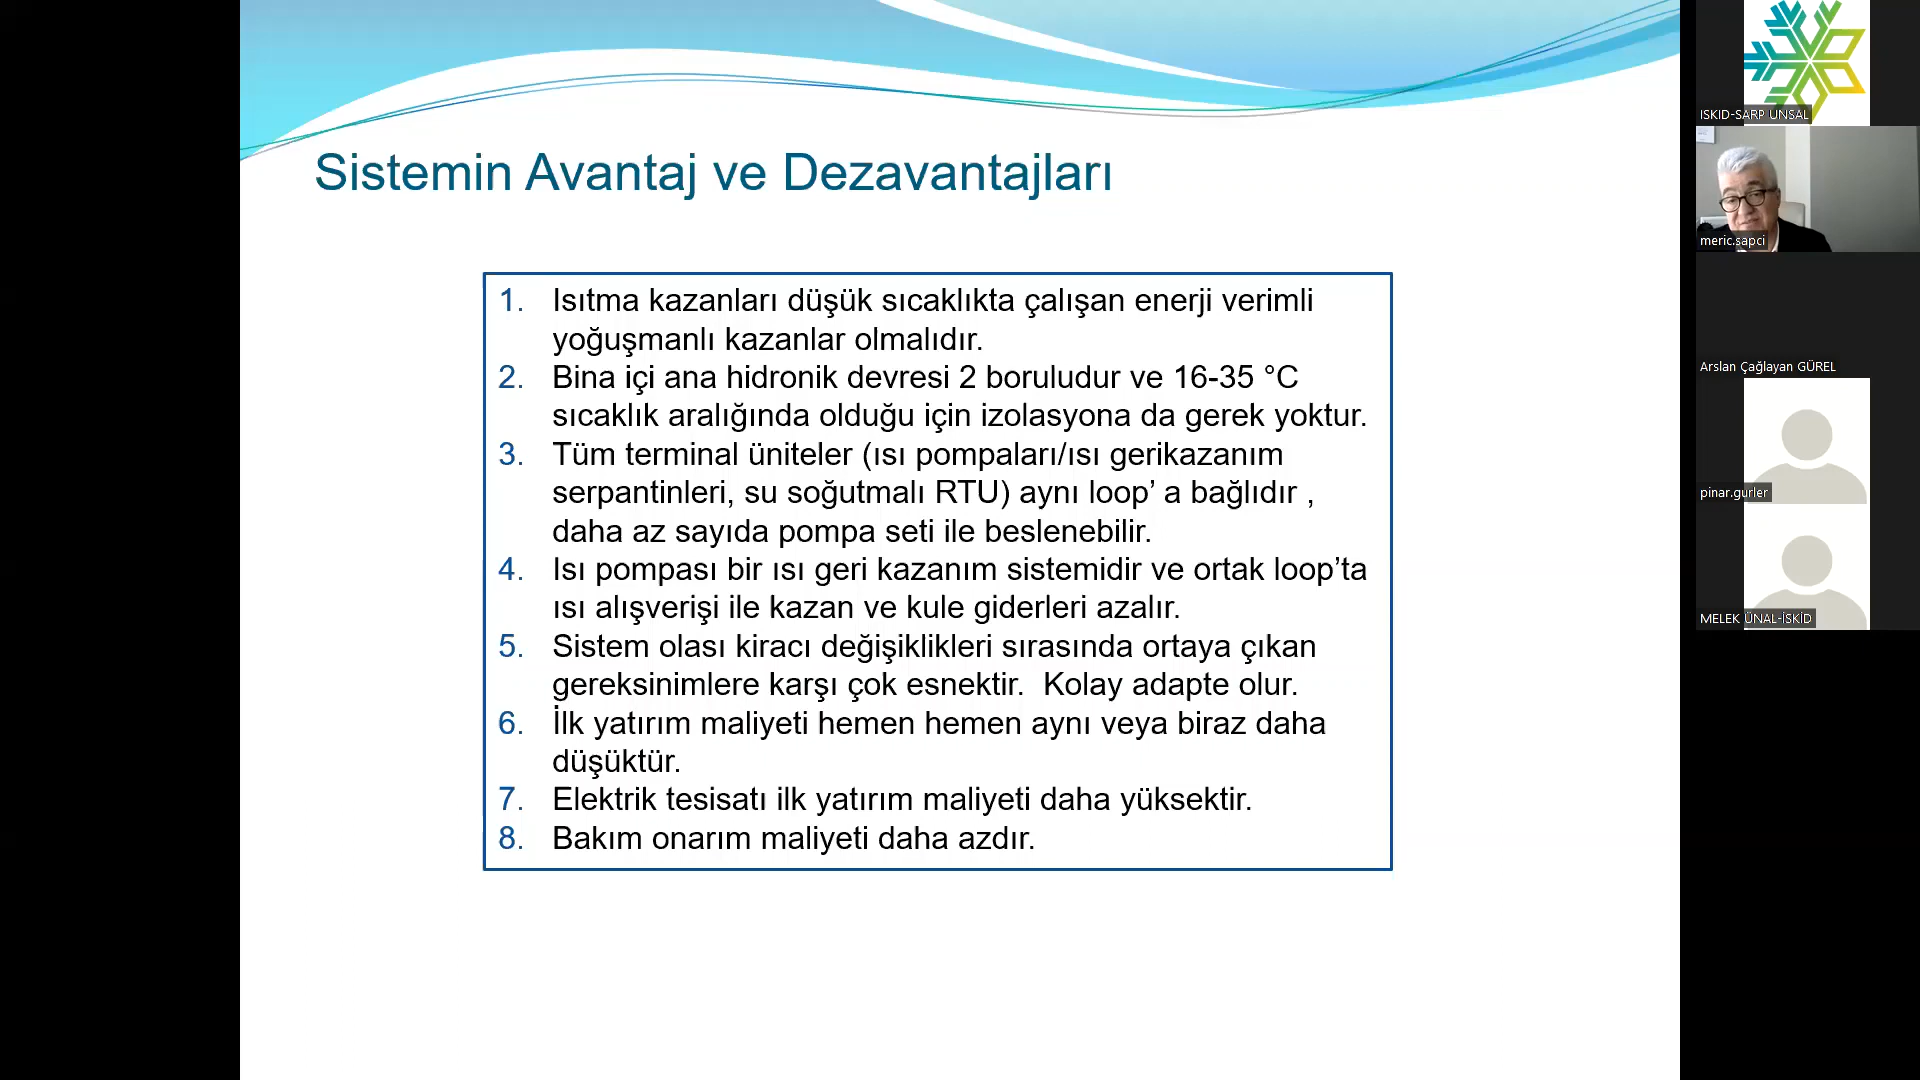 Sistemin Avantaj ve Dezavantajları
1. Isıtma kazanları düşük sıcaklıkta çalışan enerji verimli
yoğuşmanlı kazanlar olmalıdır.
2. Bina içi ana hidronik devresi 2 boruludur ve 16-35 °C
sıcaklık aralığında olduğu için izolasyona da gerek yoktur.
3. Tüm terminal üniteler (ısı pompaları/ısı gerikazanım
serpantinleri, su soğutmalı RTU) aynı loop’ a bağlıdır ,
daha az sayıda pompa seti ile beslenebilir.
4. Isı pompası bir ısı geri kazanım sistemidir ve ortak loop’ta
ısı alışverişi ile kazan ve kule giderleri azalır.
5. Sistem olası kiracı değişiklikleri sırasında ortaya çıkan
gereksinimlere karşı çok esnektir.  Kolay adapte olur.
6. İlk yatırım maliyeti hemen hemen aynı veya biraz daha
düşüktür.
7. Elektrik tesisatı ilk yatırım maliyeti daha yüksektir.
8. Bakım onarım maliyeti daha azdır.
ISKID-SARP ÜNSAL
meric.sapci
Arslan Çağlayan GÜREL
pinar.gurler
MELEK ÜNAL-İSKİD